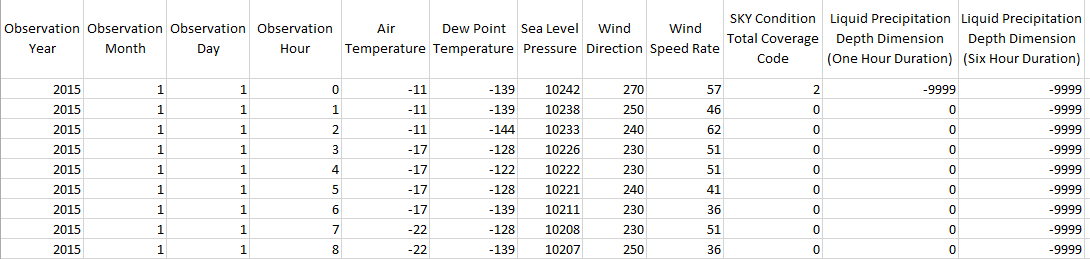 Observation Year Observation Month Observation Day Observation Hour Air Temperature Dew Point Temperature Sea Level Pressure Wind Direction Wind Speed Rate SKY Condition Total Coverage Code Liquid Precipitation Depth Dimension (One Hour Duration) Liquid Precipitation Depth Dimension (Six Hour Duration)
2015 1 1 0 -11 -139 10242 270 57 2 -9999 -9999
2015 1 1 1 -11 -139 10238 250 46 0 0 -9999
2015 1 1 2 -11 -144 10233 240 62 0 0 -9999
2015 1 1 3 -17 -128 10226 230 51 0 0 -9999
2015 1 1 4 -17 -122 10222 230 51 0 0 -9999
2015 1 1 5 -17 -128 10221 240 41 0 0 -9999
2015 1 1 6 -17 -139 10211 230 36 0 0 -9999
2015 1 1 7 -22 -128 10208 230 51 0 0 -9999
2015 1 1 8 -22 -139 10207 250 36 0 0 -9999